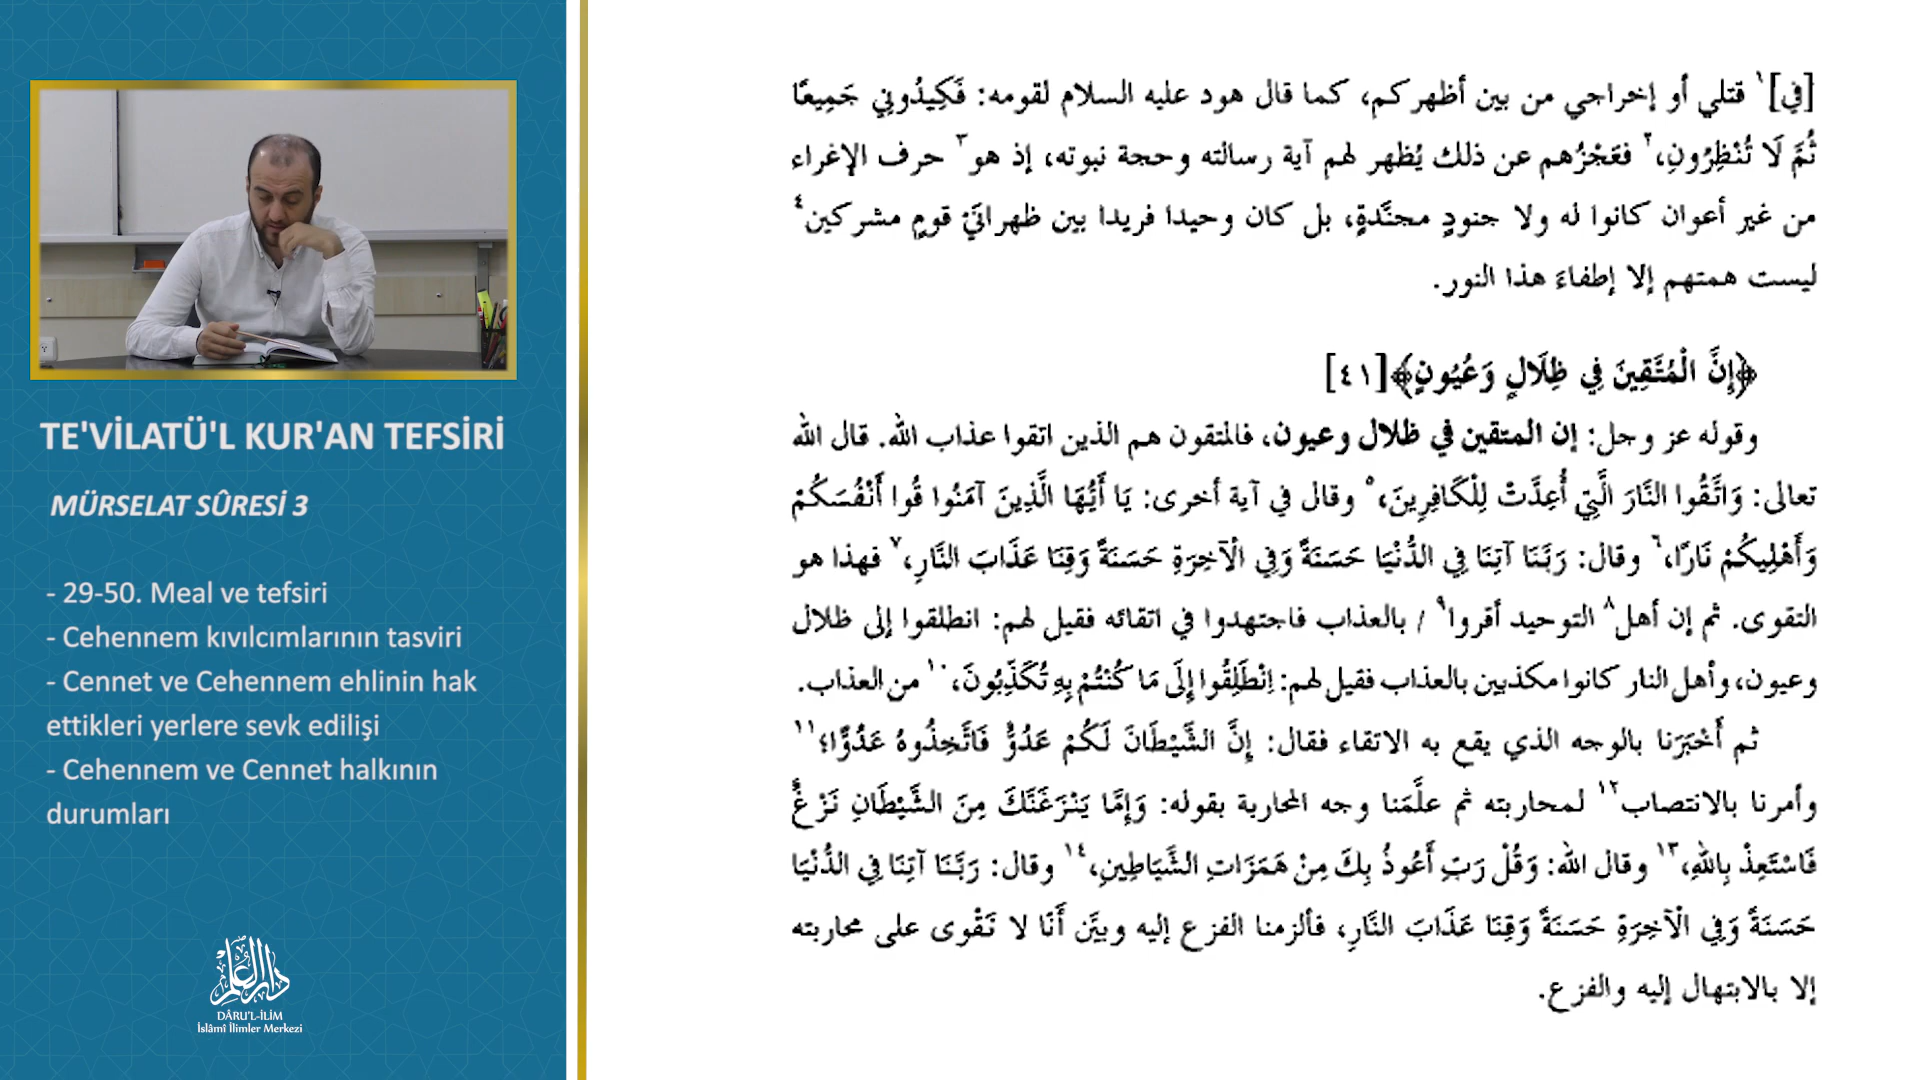 TE'VİLATÜ'L KUR'AN TEFSİRİ
MÜRSELAT SÛRESİ 3
- 29-50. Meal ve tefsiri
- Cehennem kıvılcımlarının tasviri
- Cennet ve Cehennem ehlinin hak
ettikleri yerlere sevk edilişi
- Cehennem ve Cennet halkının
durumları
دار العلم
DÂRU'L-İLİM
İslâmî İlimler Merkezi
[في]١ قتلي أو إخراجي من بين أظهركم، كما قال هود عليه السلام لقومه: فَكِيدُونِي جَمِيعًا
ثُمَّ لَا تُنْظِرُونِ،٢ فعَجْزُهم عن ذلك يُظهر لهم آية رسالته وحجة نبوته، إذ هو٣ حرف الإغراء
من غير أعوان كانوا له ولا جنودٍ مجنَّدةٍ، بل كان وحيدا فريدا بين ظهرانَيْ قومٍ مشركين٤
ليست همتهم إلا إطفاءَ هذا النور.
﴿إِنَّ الْمُتَّقِينَ فِي ظِلَالٍ وَعُيُونٍ﴾[٤١]
وقوله عز وجل: إن المتقين في ظلال وعيون، فالمتقون هم الذين اتقوا عذاب الله. قال الله
تعالى: وَاتَّقُوا النَّارَ الَّتِي أُعِدَّتْ لِلْكَافِرِينَ،٥ وقال في آية أخرى: يَا أَيُّهَا الَّذِينَ آمَنُوا قُوا أَنْفُسَكُمْ
وَأَهْلِيكُمْ نَارًا،٦ وقال: رَبَّنَا آتِنَا فِي الدُّنْيَا حَسَنَةً وَفِي الْآخِرَةِ حَسَنَةً وَقِنَا عَذَابَ النَّارِ،٧ فهذا هو
التقوى. ثم إن أهل٨ التوحيد أقروا٩ / بالعذاب فاجتهدوا في اتقائه فقيل لهم: انطلقوا إلى ظلال
وعيون، وأهل النار كانوا مكذبين بالعذاب فقيل لهم: اِنْطَلِقُوا إِلَى مَا كُنْتُمْ بِهِ تُكَذِّبُونَ،١٠ من العذاب.
ثم أَخْبَرَنا بالوجه الذي يقع به الاتقاء فقال: إِنَّ الشَّيْطَانَ لَكُمْ عَدُوٌّ فَاتَّخِذُوهُ عَدُوًّا؛١١
وأمرنا بالانتصاب١٢ لمحاربته ثم علَّمَنا وجه المحاربة بقوله: وَإِمَّا يَنْزَغَنَّكَ مِنَ الشَّيْطَانِ نَزْغٌ
فَاسْتَعِذْ بِاللهِ،١٣ وقال الله: وَقُلْ رَبِّ أَعُوذُ بِكَ مِنْ هَمَزَاتِ الشَّيَاطِينِ،١٤ وقال: رَبَّنَا آتِنَا فِي الدُّنْيَا
حَسَنَةً وَفِي الْآخِرَةِ حَسَنَةً وَقِنَا عَذَابَ النَّارِ، فألزمنا الفزع إليه وبيَّن أَنَّا لا نَقْوى على محاربته
إلا بالابتهال إليه والفزع.